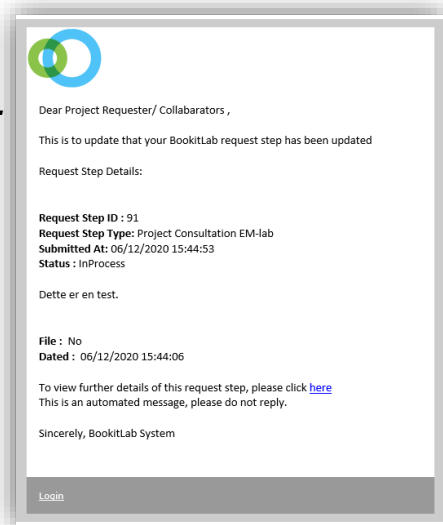 Dear Project Requester/ Collabarators ,
This is to update that your BookitLab request step has been updated
Request Step Details:
Request Step ID : 91
Request Step Type: Project Consultation EM-lab
Submitted At: 06/12/2020 15:44:53
Status : InProcess
Dette er en test.
File : No
Dated : 06/12/2020 15:44:06
To view further details of this request step, please click here
This is an automated message, please do not reply.
Sincerely, BookitLab System
Login